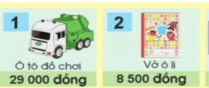 1
Ô tô đồ chơi
29 000 đồng
2
Vở ô li
8 500 đồng